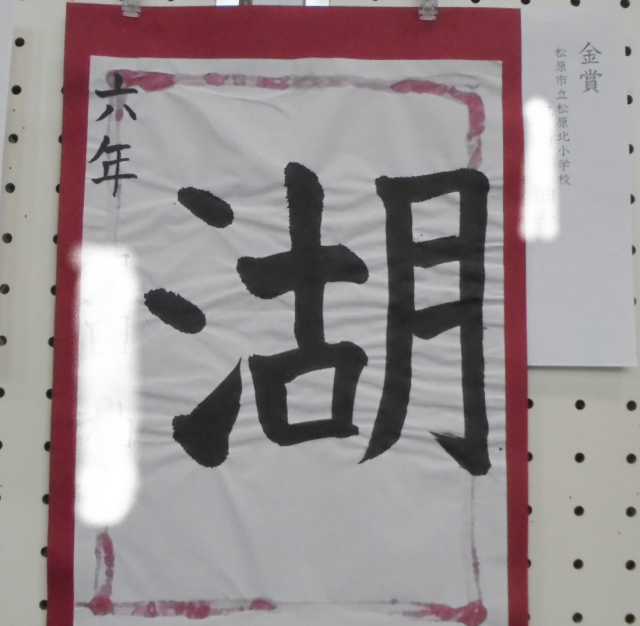 金賞
松原市立松原北小学校
湖
六年